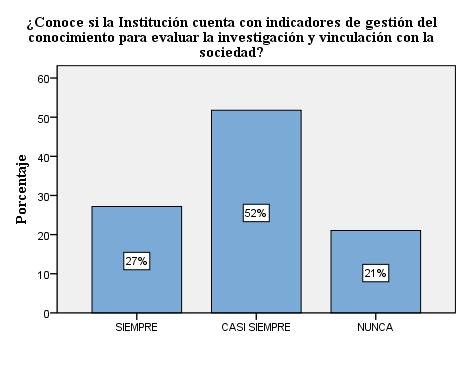 ¿Conoce si la Institución cuenta con indicadores de gestión del
conocimiento para evaluar la investigación y vinculación con la
sociedad?
Porcentaje
60
50
40
30
20
10
0
27%
52%
21%
SIEMPRE
CASI SIEMPRE
NUNCA